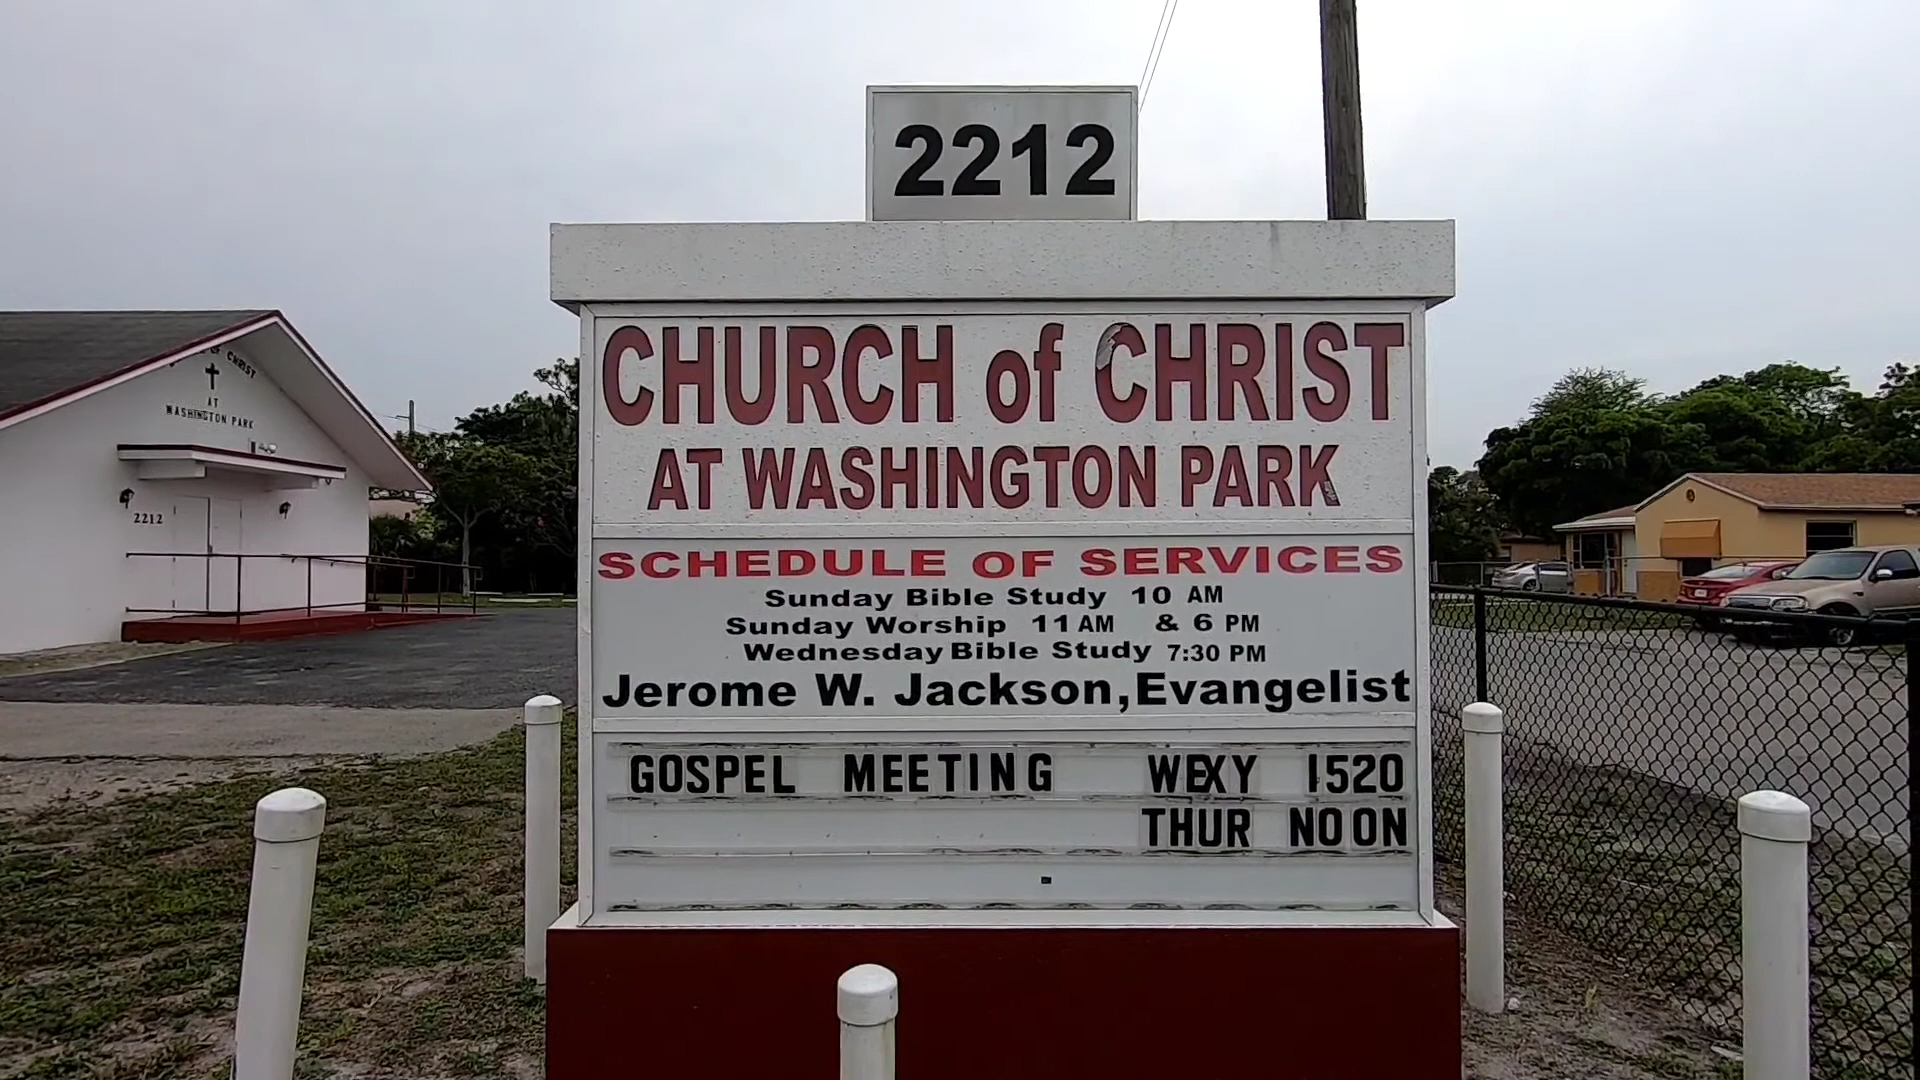 2212
CHURCH of CHRIST
AT WASHINGTON PARK
SCHEDULE OF SERVICES
Sunday Bible Study 10 AM
Sunday Worship 11 AM & 6 PM
Wednesday Bible Study 7:30 PM
Jerome W. Jackson, Evangelist
GOSPEL MEETING WEXY 1520
THUR NOON
OF CHRIST
AT
WASHINGTON PARK
2212